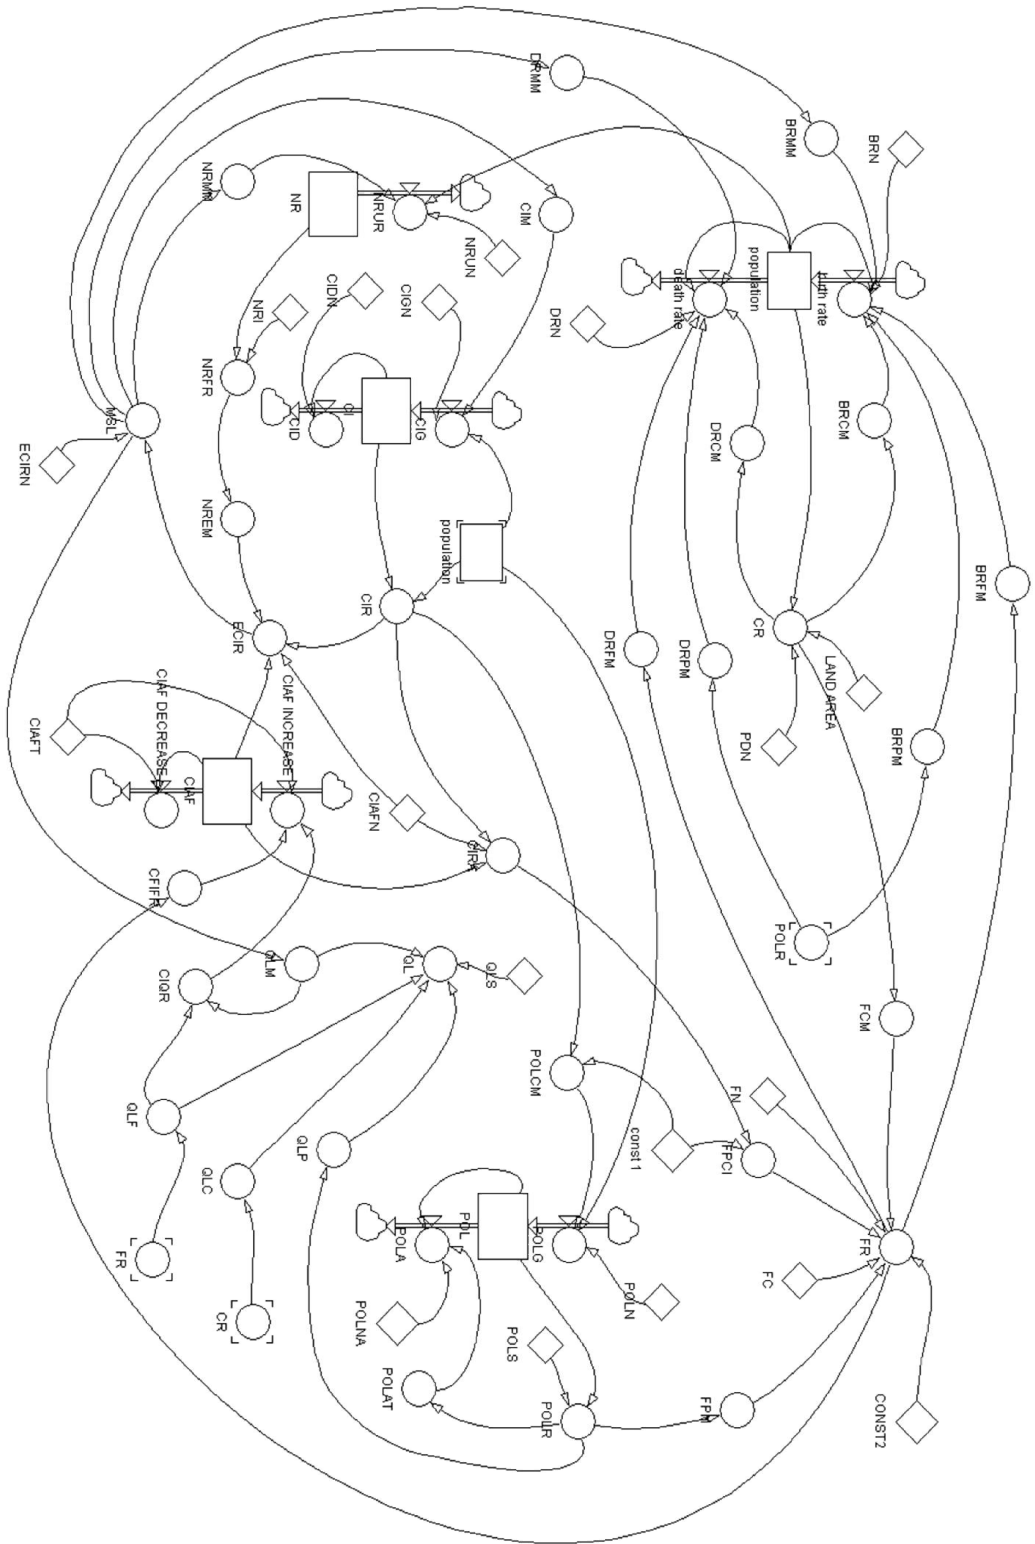 BRFM
BRPM
CONST2
BRN
BRCM
FCM
FR
LAND AREA
birth rate
BRMM
POLR
FC
CR
population
PDN
FN
FPCI
DRCM
FPM
death rate
DRPM
const 1
POLN
DRFM
DRN
DRMM
POLCM
POLG
POLR
CIM
POLS
QLS
NRUN
CIRA
POL
population
CIG
QL
CIGN
POLA
POLAT
NRUR
CIAFN
CIR
POLNA
CI
CIDN
QLP
NR
CID
CIAF INCREASE
QLM
NRI
ECIR
CR
NRMM
NRFR
NREM
QLC
CIAF
CIAF DECREASE
CIQR
CFIFR
QLF
FR
MSL
CIAFT
ECIRN